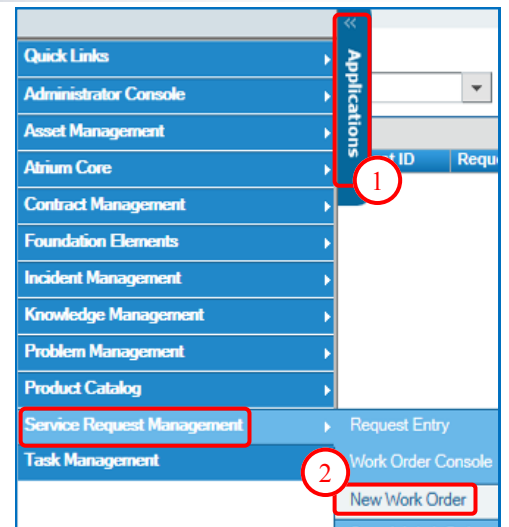 «
Applications
Quick Links
Administrator Console
Asset Management
Atrium Core
Contract Management
Foundation Elements
Incident Management
Knowledge Management
Problem Management
Product Catalog
Service Request Management
Task Management
ID
1
Request Entry
Work Order Console
2
New Work Order